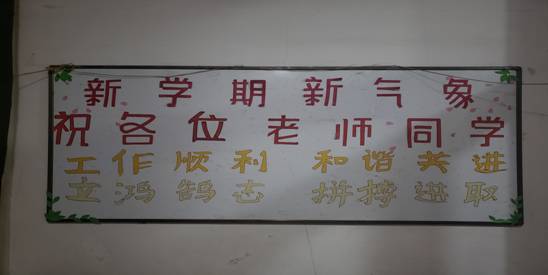 新学期新气象
祝各位老师同学
工作顺利 和谐共进
立鸿鹄志 拼搏进取